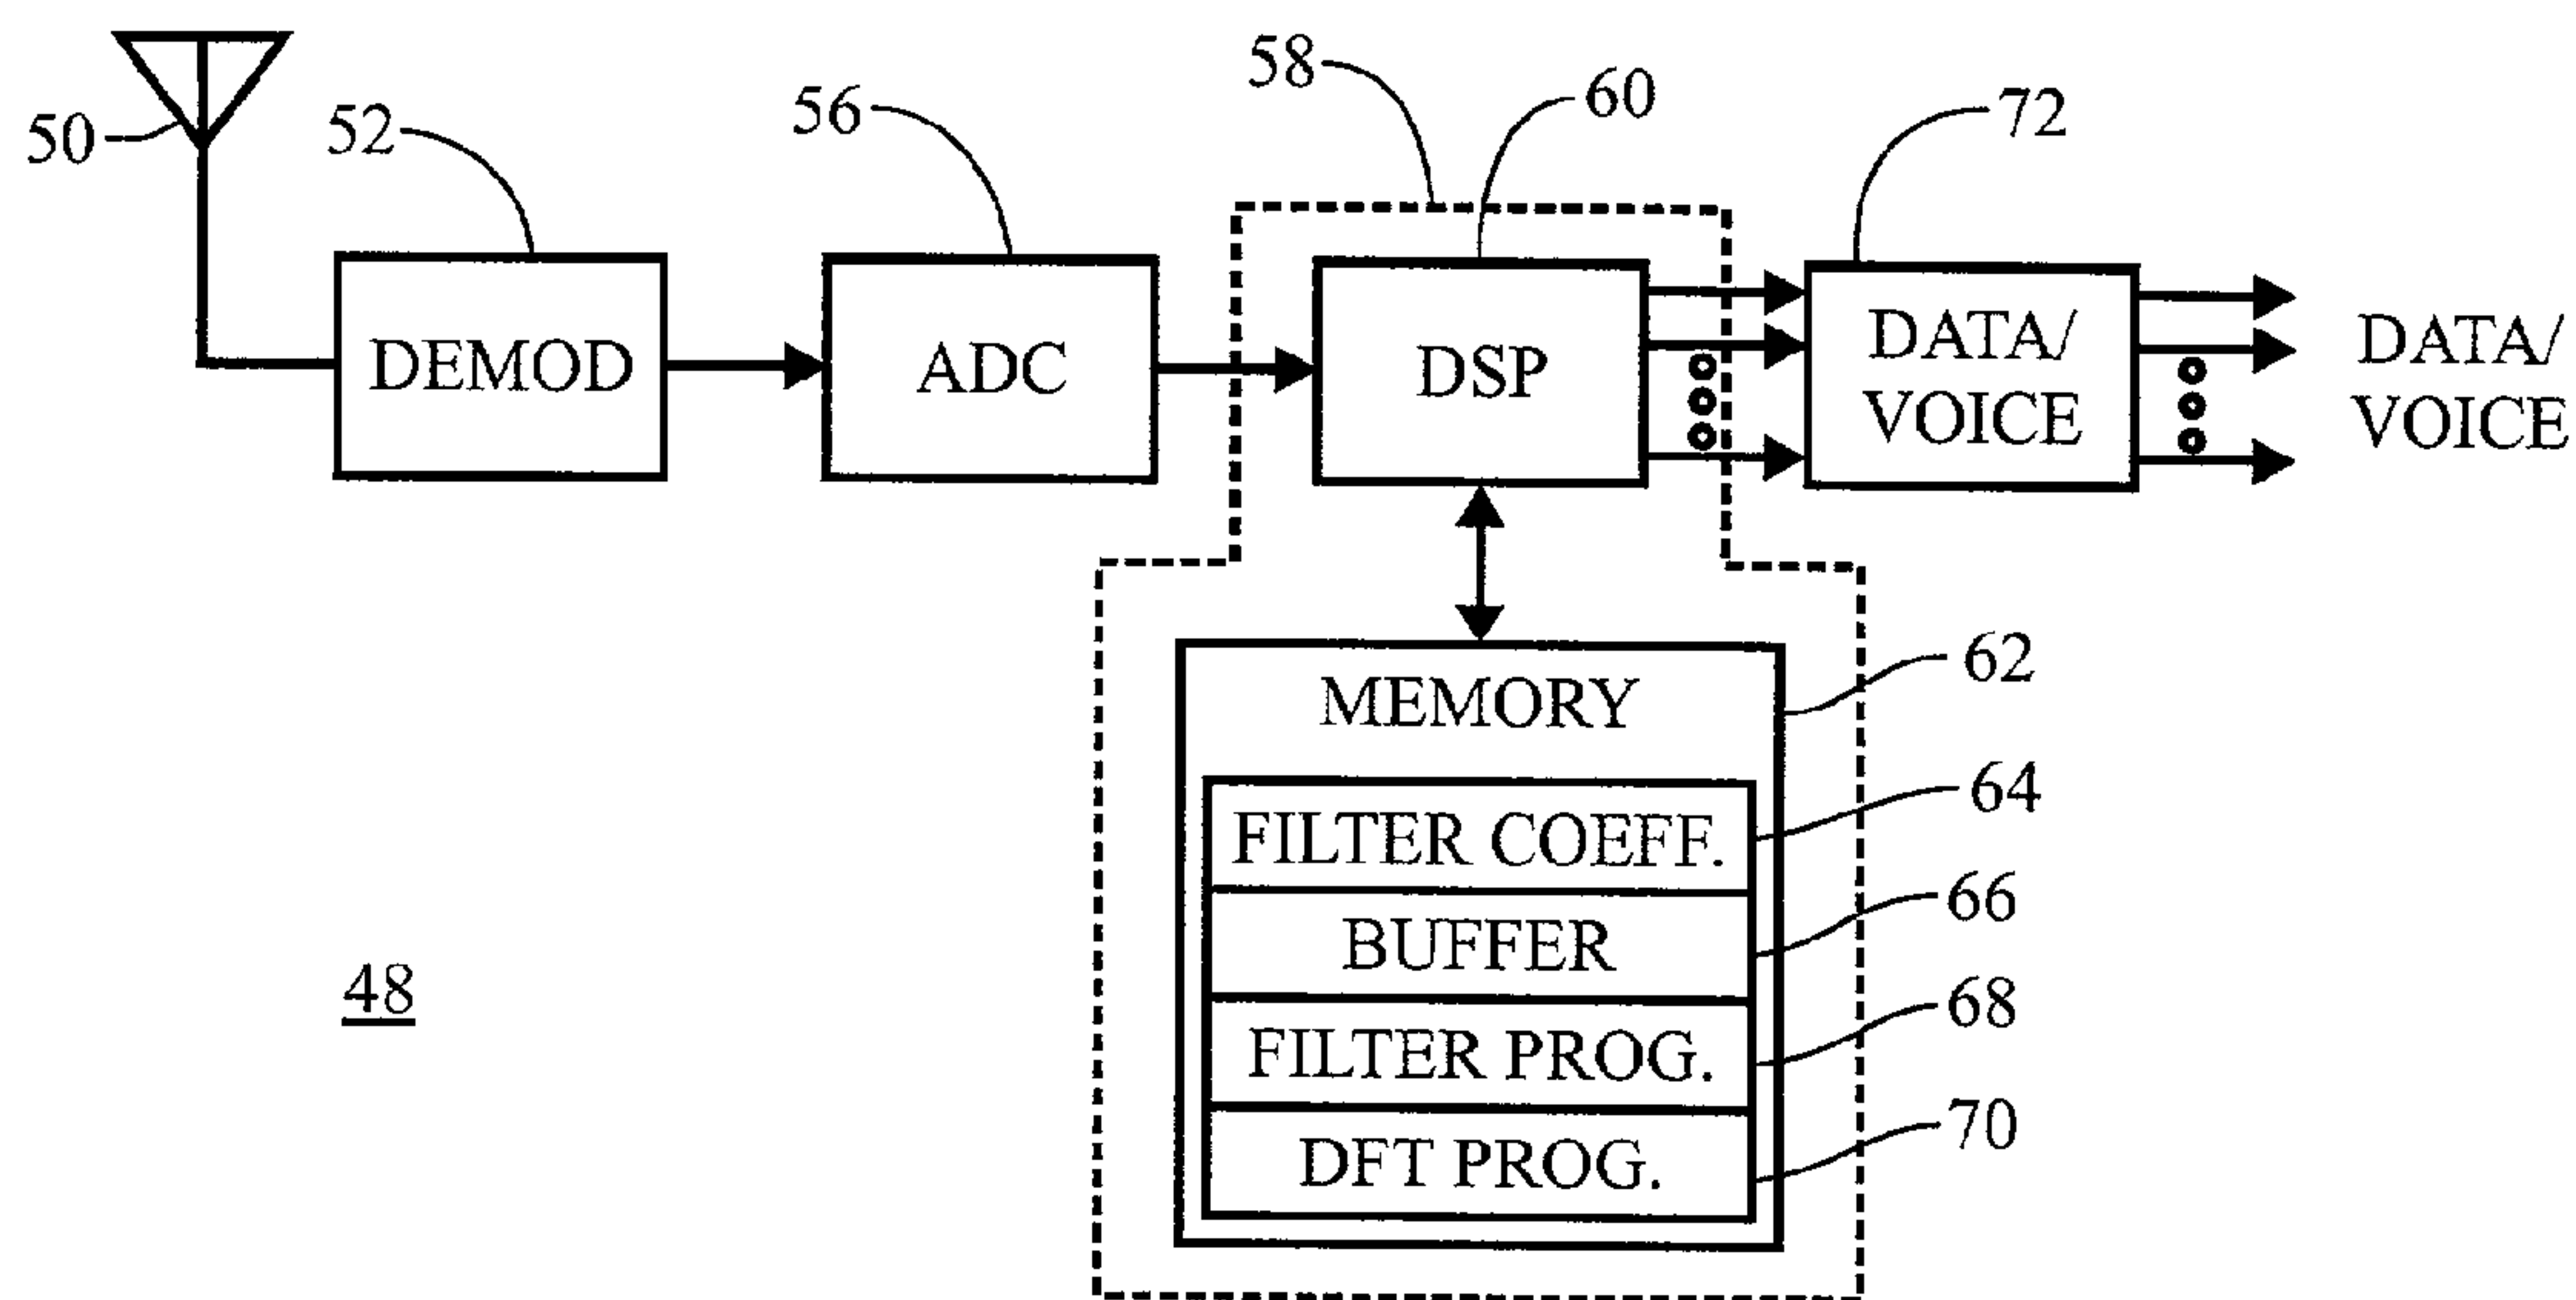 50
52
56
58
60
72
DEMOD
ADC
DSP
DATA/
VOICE
DATA/
VOICE
MEMORY
62
FILTER COEFF.
64
BUFFER
66
FILTER PROG.
68
DFT PROG.
70
48